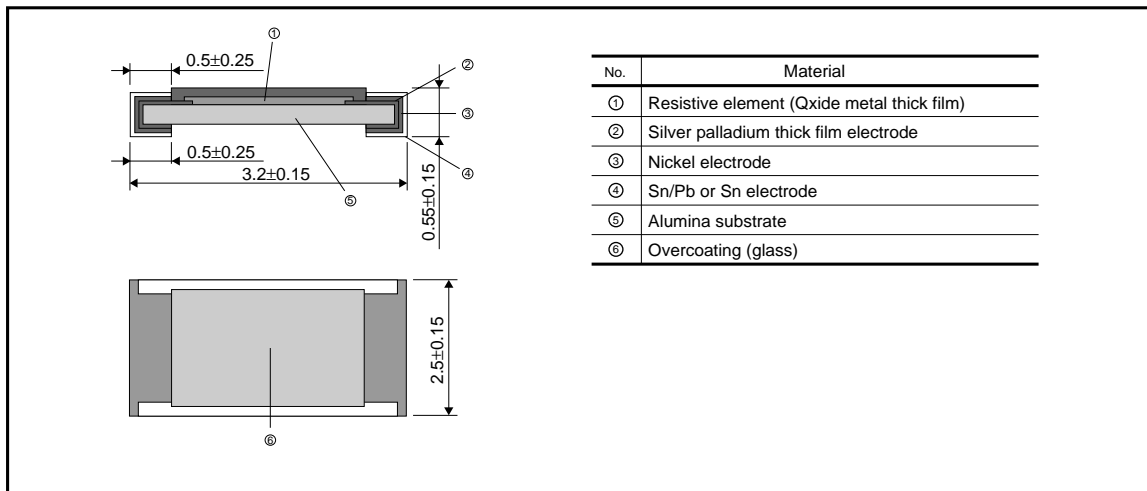 ①
0.5±0.25
②
③
0.5±0.25
④
3.2±0.15
⑤
0.55±0.15
2.5±0.15
⑥
No. Material
① Resistive element (Qxide metal thick film)
② Silver palladium thick film electrode
③ Nickel electrode
④ Sn/Pb or Sn electrode
⑤ Alumina substrate
⑥ Overcoating (glass)